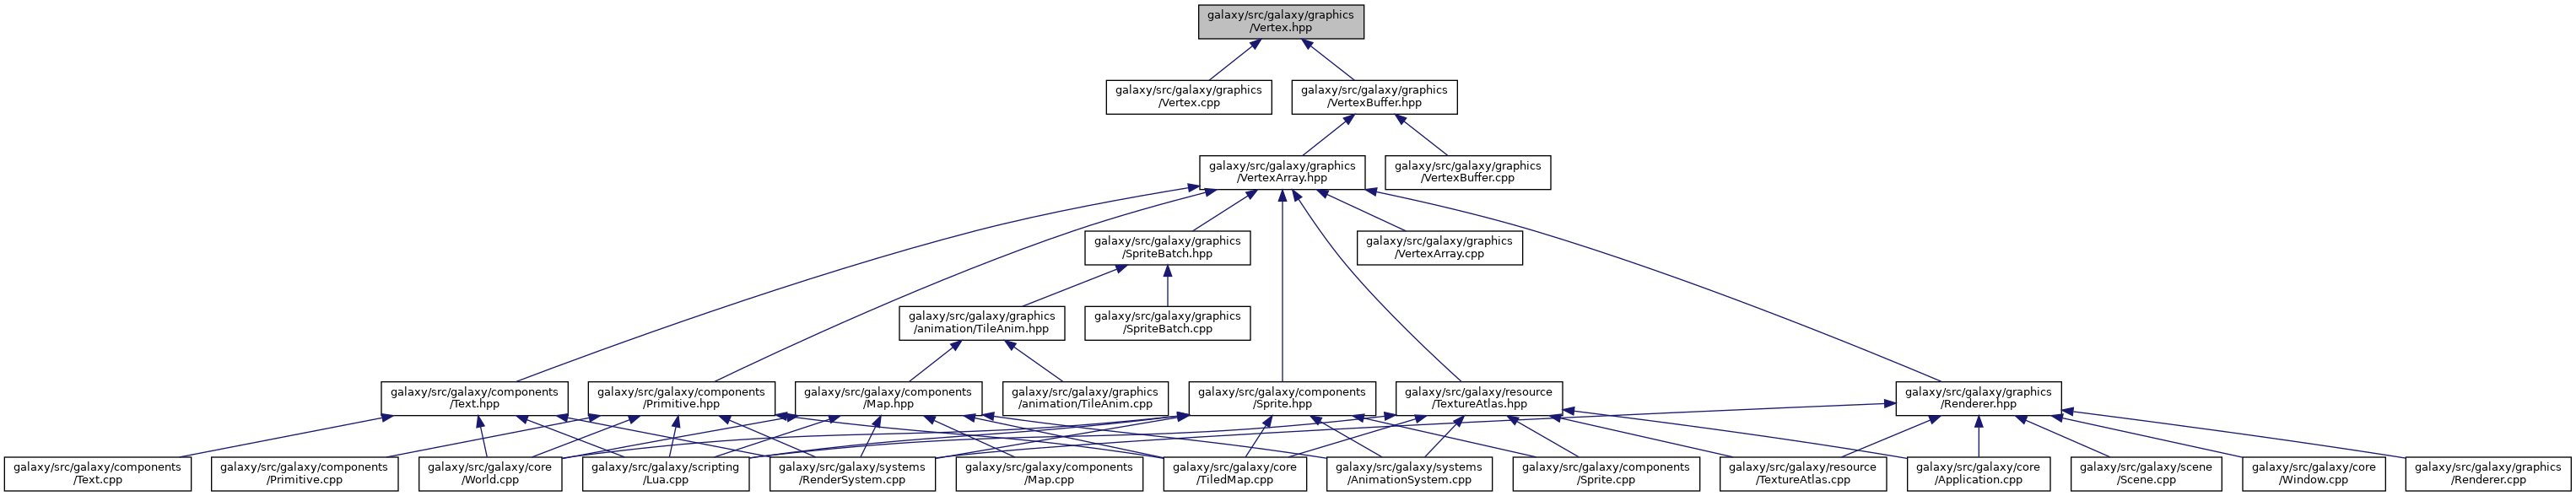 galaxy/src/galaxy/graphics
/Vertex.hpp
galaxy/src/galaxy/graphics
/Vertex.cpp
galaxy/src/galaxy/graphics
/VertexBuffer.hpp
galaxy/src/galaxy/graphics
/VertexArray.hpp
galaxy/src/galaxy/graphics
/VertexBuffer.cpp
galaxy/src/galaxy/graphics
/SpriteBatch.hpp
galaxy/src/galaxy/graphics
/VertexArray.cpp
galaxy/src/galaxy/graphics
/animation/TileAnim.hpp
galaxy/src/galaxy/graphics
/SpriteBatch.cpp
galaxy/src/galaxy/components
/Text.hpp
galaxy/src/galaxy/components
/Primitive.hpp
galaxy/src/galaxy/components
/Map.hpp
galaxy/src/galaxy/graphics
/animation/TileAnim.cpp
galaxy/src/galaxy/components
/Sprite.hpp
galaxy/src/galaxy/resource
/TextureAtlas.hpp
galaxy/src/galaxy/graphics
/Renderer.hpp
galaxy/src/galaxy/components
/Text.cpp
galaxy/src/galaxy/components
/Primitive.cpp
galaxy/src/galaxy/core
/World.cpp
galaxy/src/galaxy/scripting
/Lua.cpp
galaxy/src/galaxy/systems
/RenderSystem.cpp
galaxy/src/galaxy/components
/Map.cpp
galaxy/src/galaxy/core
/TiledMap.cpp
galaxy/src/galaxy/systems
/AnimationSystem.cpp
galaxy/src/galaxy/components
/Sprite.cpp
galaxy/src/galaxy/resource
/TextureAtlas.cpp
galaxy/src/galaxy/core
/Application.cpp
galaxy/src/galaxy/scene
/Scene.cpp
galaxy/src/galaxy/core
/Window.cpp
galaxy/src/galaxy/graphics
/Renderer.cpp